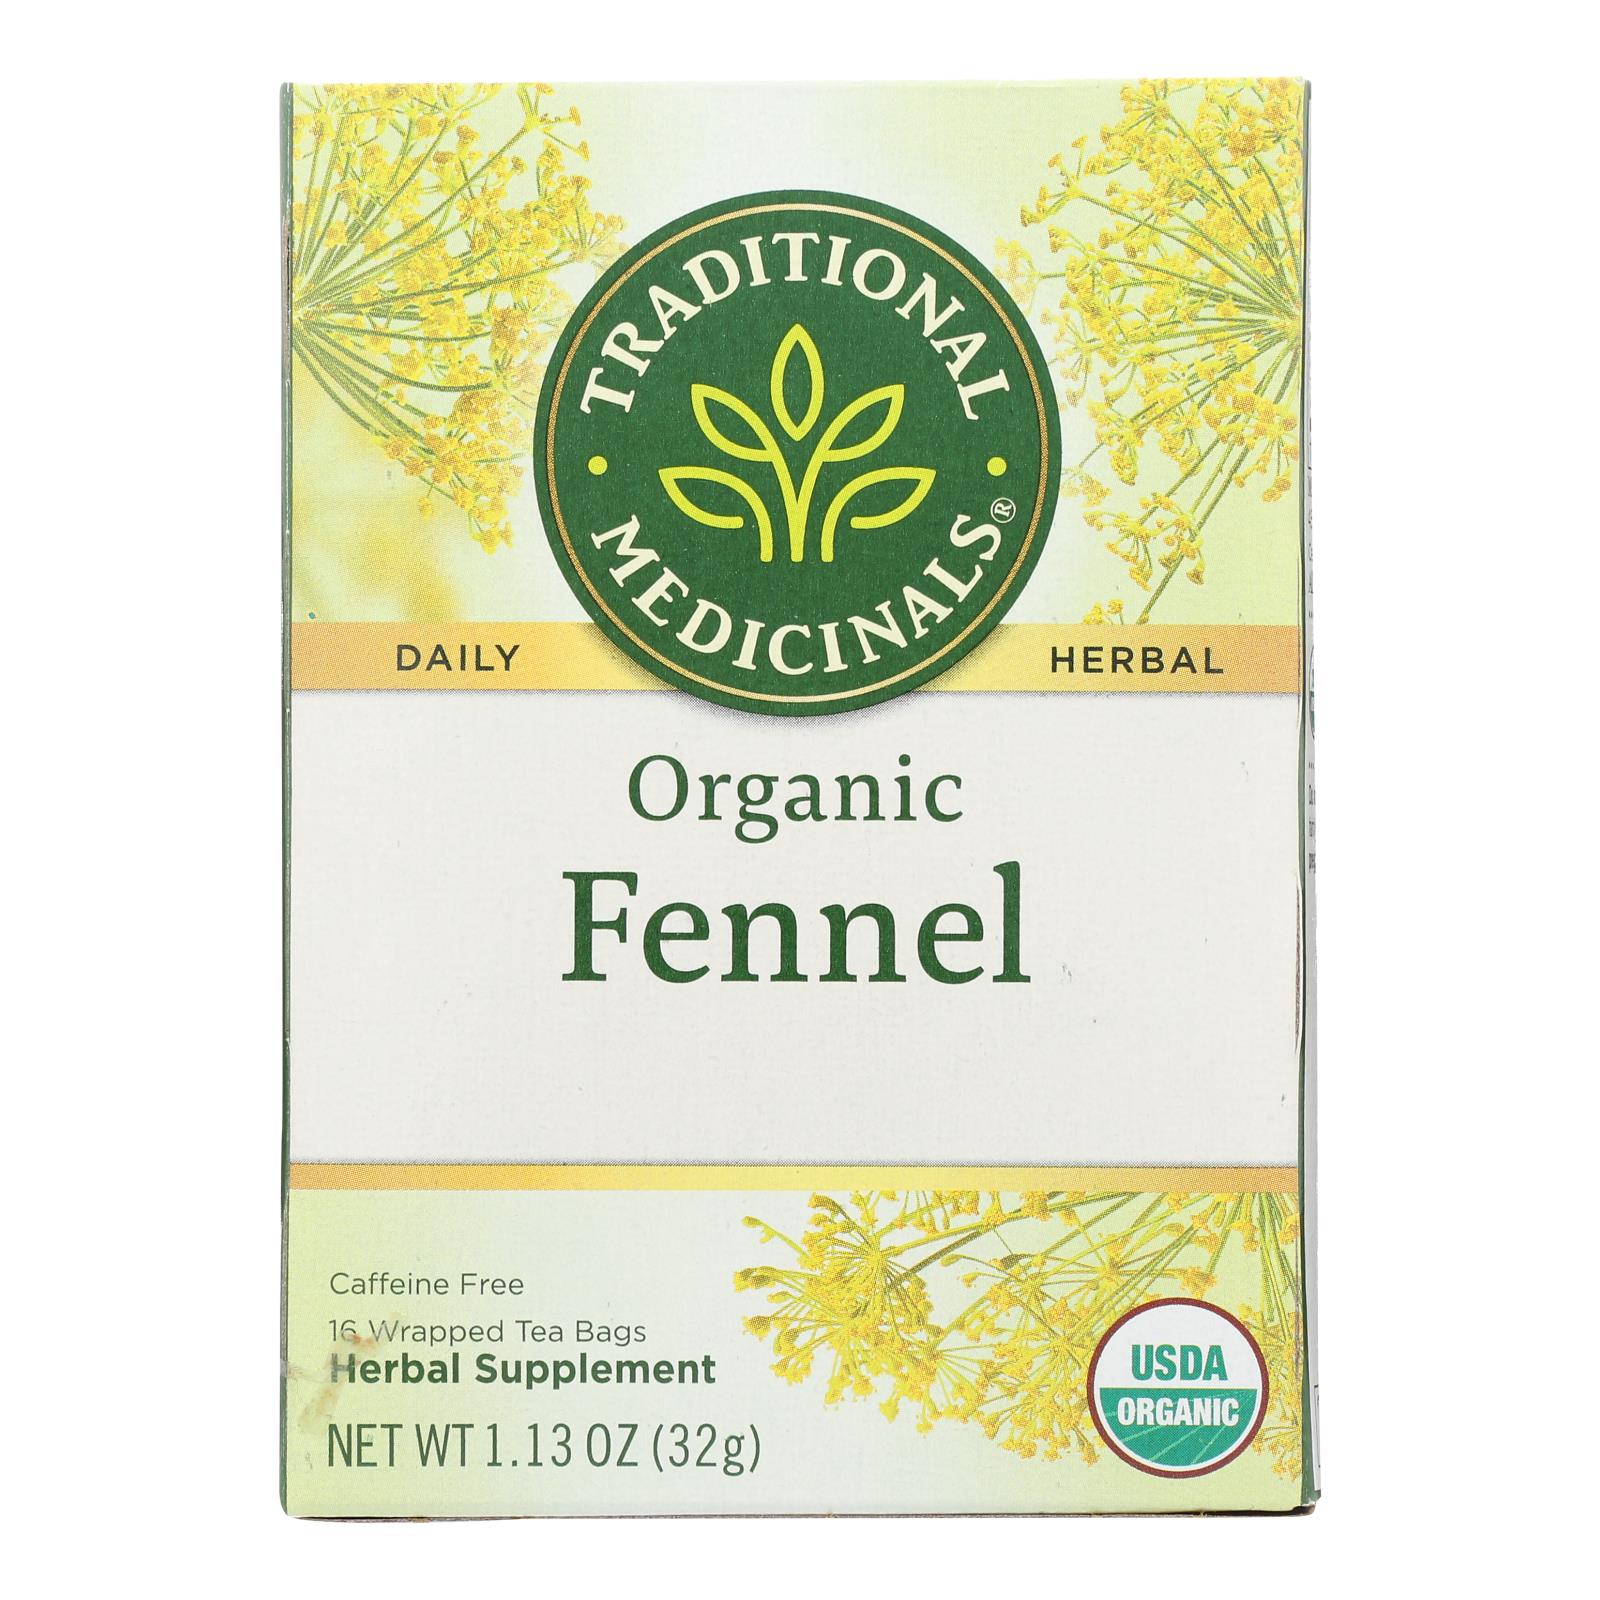 TRADITIONAL
MEDICINALS®
DAILY
HERBAL
Organic
Fennel
Caffeine Free
16 Wrapped Tea Bags
Herbal Supplement
NET WT 1.13 OZ (32g)
USDA
ORGANIC